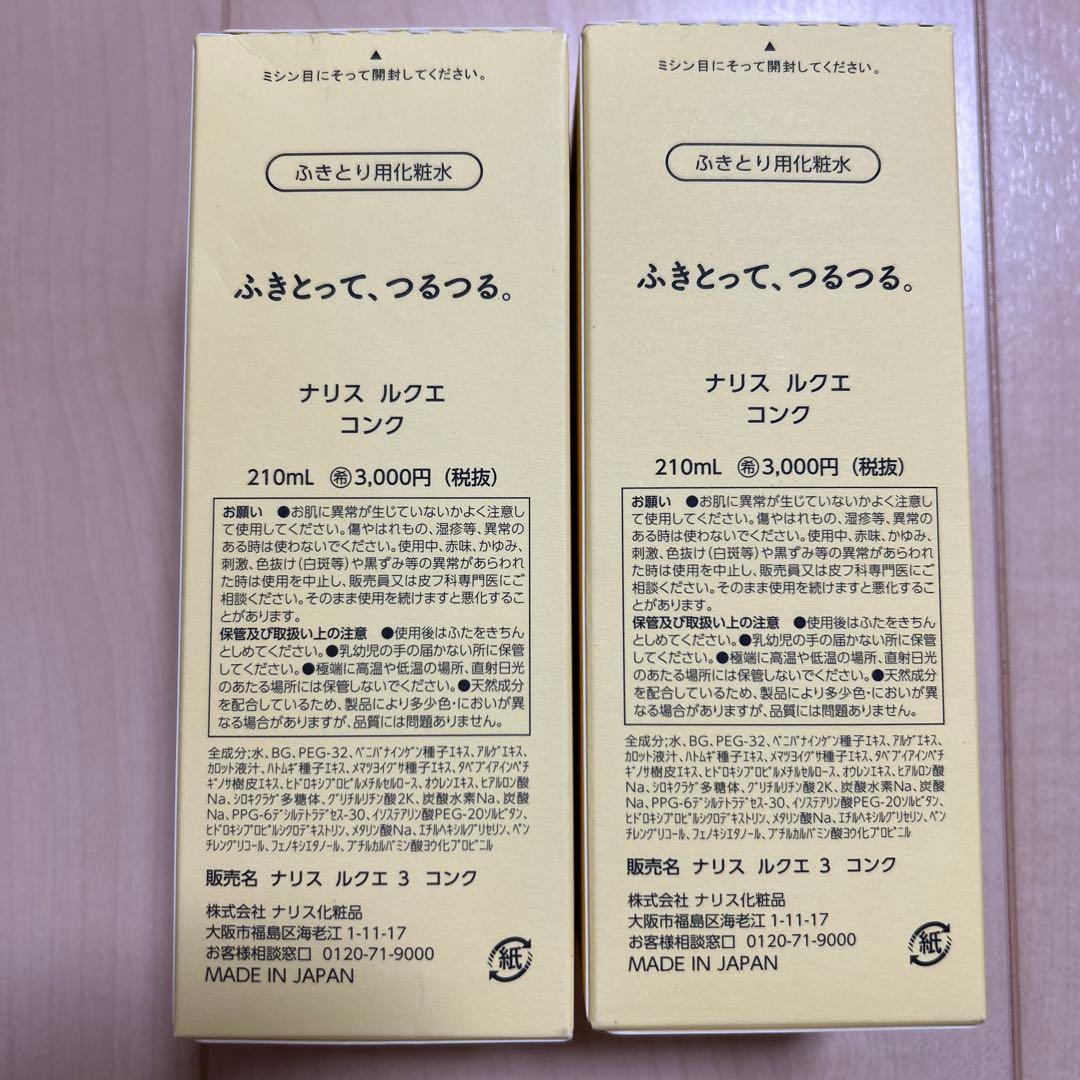 ▲
ミシン目にそって開封してください。
ふきとり用化粧水
ふきとって、つるつる。
ナリス ルクエ
コンク
210mL ㊒3,000円（税抜）
お願い ●お肌に異常が生じていないかよく注意し
て使用してください。傷やはれもの、湿疹等、異常の
ある時は使わないでください。使用中、赤味、かゆみ、
刺激、色抜け(白斑等)や黒ずみ等の異常があらわれ
た時は使用を中止し、販売員又は皮フ科専門医にご
相談ください。そのまま使用を続けますと悪化するこ
とがあります。
保管及び取扱い上の注意 ●使用後はふたをきちん
としめてください。●乳幼児の手の届かない所に保管
してください。●極端に高温や低温の場所、直射日光
のあたる場所には保管しないでください。●天然成分
を配合しているため、製品により多少色・においが異
なる場合がありますが、品質には問題ありません。
全成分;水、BG、PEG-32、ベニバナインゲン種子エキス、アルゲエキス、
カロット液汁、ハトムギ種子エキス、メマツヨイグサ種子エキス、タベブイアインペチ
ギノサ樹皮エキス、ヒドロキシプロピルメチルセルロース、オウレンエキス、ヒアルロン酸
Na、シロキクラゲ多糖体、グリチルリチン酸2K、炭酸水素Na、炭酸
Na、PPG-6デシルテトラデセス-30、イソステアリン酸PEG-20ソルビタン、
ヒドロキシプロピルシクロデキストリン、メタリン酸Na、エチルヘキシルグリセリン、ペン
チレングリコール、フェノキシエタノール、ブチルカルバミン酸ヨウ化プロピニル
販売名 ナリス ルクエ 3 コンク
株式会社 ナリス化粧品
大阪市福島区海老江1-11-17
お客様相談窓口 0120-71-9000
MADE IN JAPAN
紙
▲
ミシン目にそって開封してください。
ふきとり用化粧水
ふきとって、つるつる。
ナリス ルクエ
コンク
210mL 希3,000円（税抜）
お願い ●お肌に異常が生じていないかよく注意し
て使用してください。傷やはれもの、湿疹等、異常の
ある時は使わないでください。使用中、赤味、かゆみ、
刺激、色抜け(白斑等)や黒ずみ等の異常があらわれ
た時は使用を中止し、販売員又は皮フ科専門医にご
相談ください。そのまま使用を続けますと悪化するこ
とがあります。
保管及び取扱い上の注意 ●使用後はふたをきちん
としめてください。●乳幼児の手の届かない所に保管
してください。●極端に高温や低温の場所、直射日光
のあたる場所には保管しないでください。●天然成分
を配合しているため、製品により多少色・においが異
なる場合がありますが、品質には問題ありません。
全成分;水、BG、PEG-32、ベニバナインゲン種子エキス、アルゲエキス、
カロット液汁、ハトムギ種子エキス、メマツヨイグサ種子エキス、タベブイアインペチ
ギノサ樹皮エキス、ヒドロキシプロピルメチルセルロース、オウレンエキス、ヒアルロン酸
Na、シロキクラゲ多糖体、グリチルリチン酸2K、炭酸水素Na、炭酸
Na、PPG-6デシルテトラデセス-30、イソステアリン酸PEG-20ソルビタン、
ヒドロキシプロピルシクロデキストリン、メタリン酸Na、エチルヘキシルグリセリン、ペン
チレングリコール、フェノキシエタノール、ブチルカルバミン酸ヨウ化プロピニル
販売名 ナリス ルクエ 3 コンク
株式会社 ナリス化粧品
大阪市福島区海老江1-11-17
お客様相談窓口 0120-71-9000
MADE IN JAPAN
紙